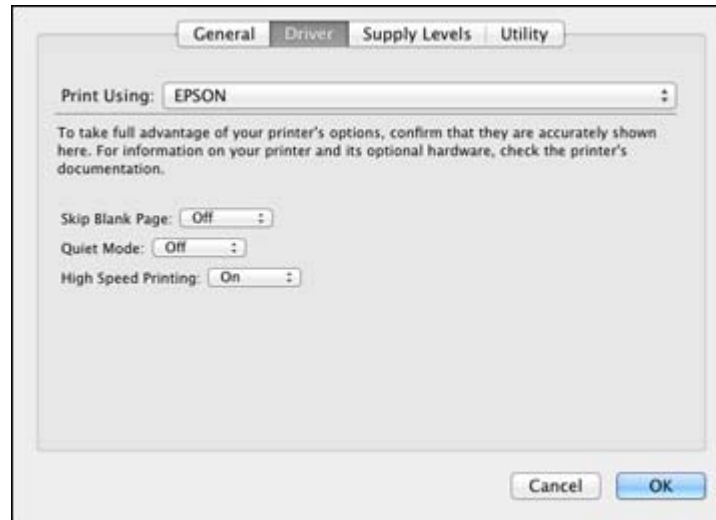 General Driver Supply Levels Utility
Print Using: EPSON
To take full advantage of your printer's options, confirm that they are accurately shown
here. For information on your printer and its optional hardware, check the printer's
documentation.
Skip Blank Page: Off
Quiet Mode: Off
High Speed Printing: On
Cancel OK